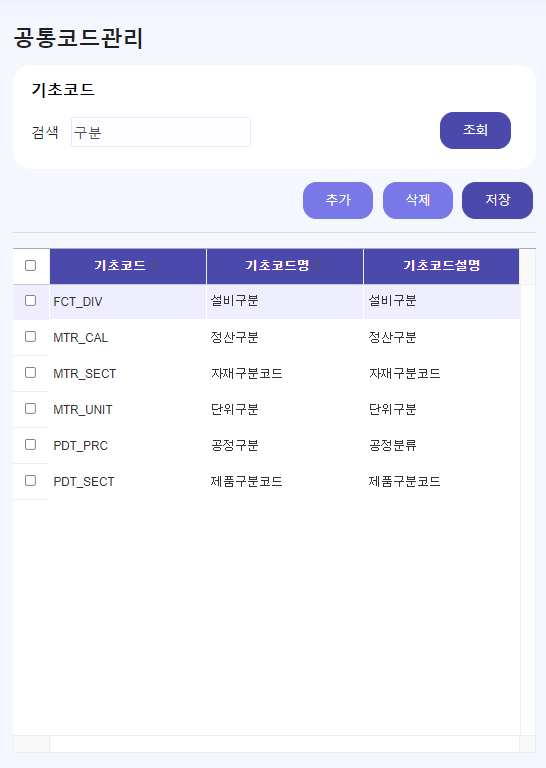 공통코드관리
기초코드
검색 구분 조회
추가 삭제 저장
기초코드 기초코드명 기초코드설명
FCT_DIV 설비구분 설비구분
MTR_CAL 정산구분 정산구분
MTR_SECT 자재구분코드 자재구분코드
MTR_UNIT 단위구분 단위구분
PDT_PRC 공정구분 공정분류
PDT_SECT 제품구분코드 제품구분코드